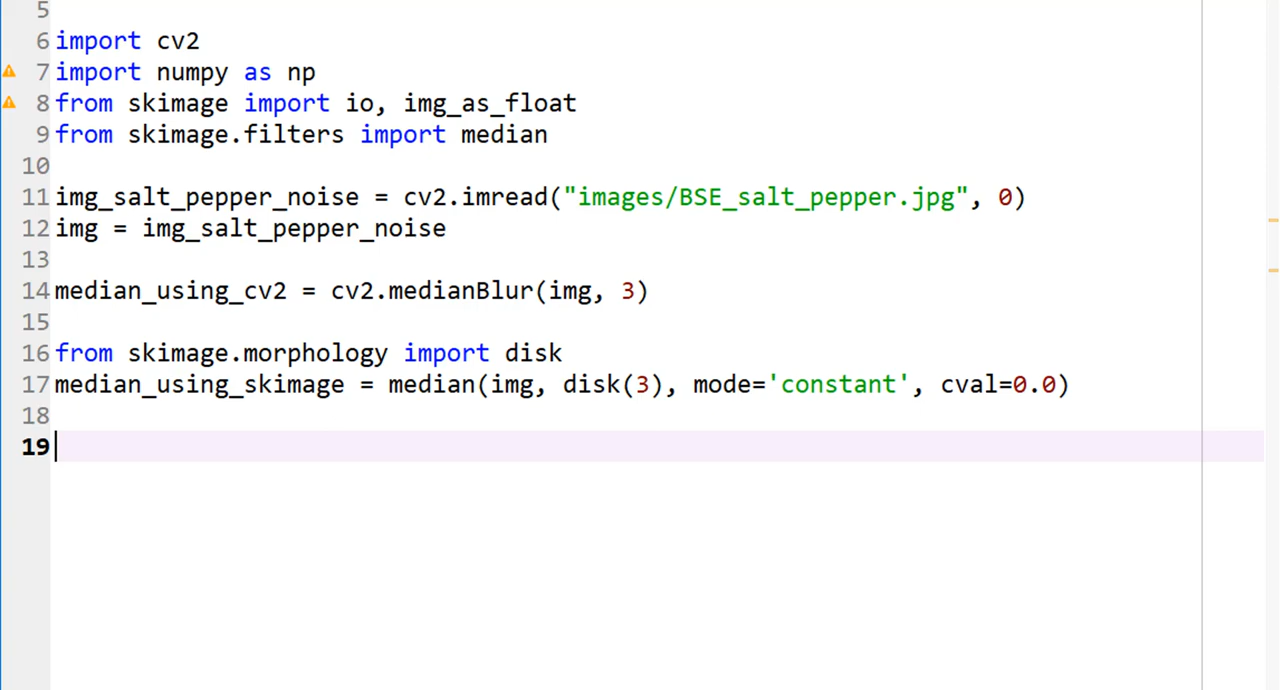 5
6 import cv2
7 import numpy as np
8 from skimage import io, img_as_float
9 from skimage.filters import median
10
11 img_salt_pepper_noise = cv2.imread("images/BSE_salt_pepper.jpg", 0)
12 img = img_salt_pepper_noise
13
14 median_using_cv2 = cv2.medianBlur(img, 3)
15
16 from skimage.morphology import disk
17 median_using_skimage = median(img, disk(3), mode='constant', cval=0.0)
18
19